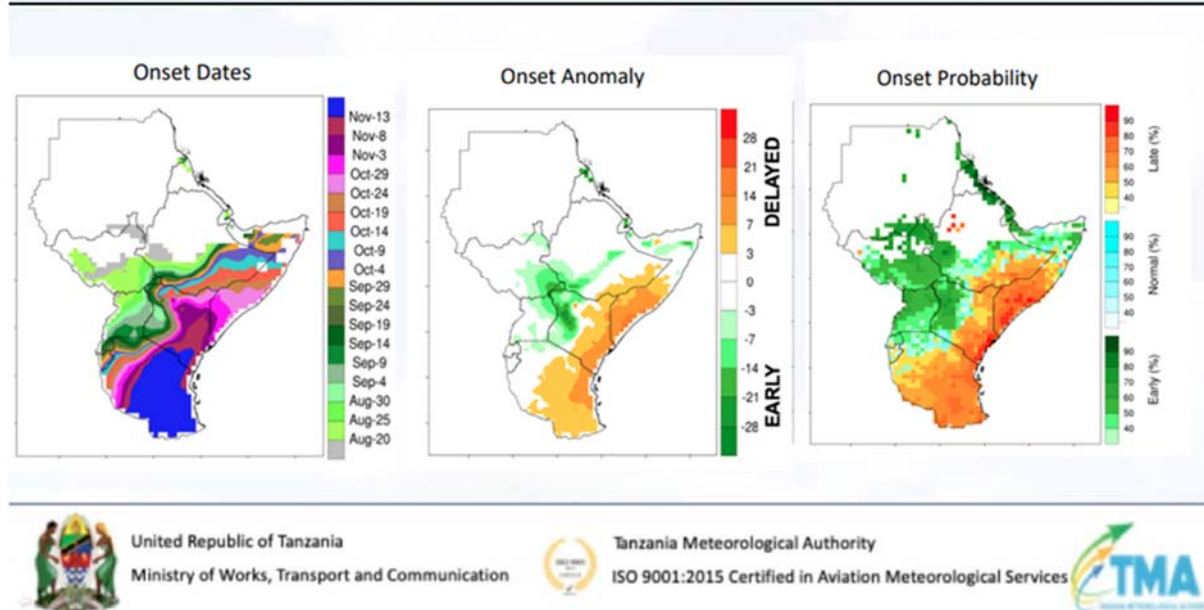 Onset Dates
Nov-13
Nov-8
Nov-3
Oct-29
Oct-24
Oct-19
Oct-14
Oct-9
Oct-4
Sep-29
Sep-24
Sep-19
Sep-14
Sep-9
Sep-4
Aug-30
Aug-25
Aug-20
Onset Anomaly
28
21
14
7
3
0
-3
-7
-14
-21
-28
DELAYED
EARLY
Onset Probability
90
80
70
60
50
40
Late (%)
90
80
70
60
50
40
Normal (%)
90
80
70
60
50
40
Early (%)
United Republic of Tanzania
Ministry of Works, Transport and Communication
Tanzania Meteorological Authority
ISO 9001:2015 Certified in Aviation Meteorological Services
TMA